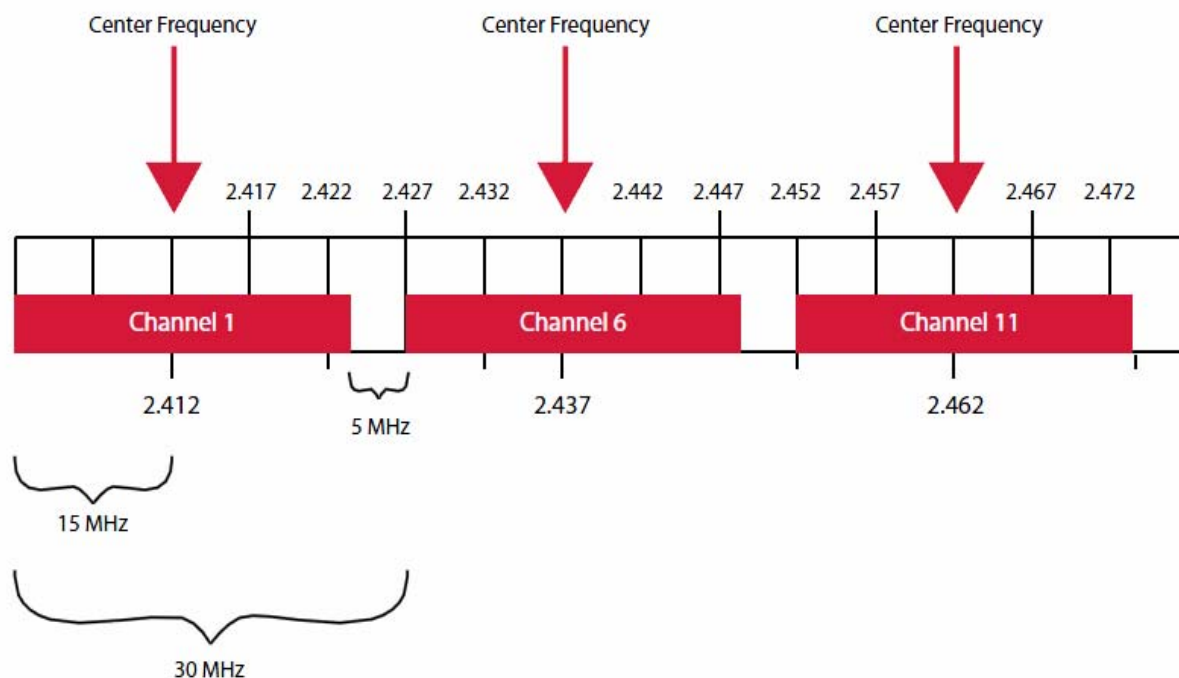 Center Frequency Center Frequency Center Frequency
2.417 2.422 2.427 2.432 2.442 2.447 2.452 2.457 2.467 2.472
Channel 1 Channel 6 Channel 11
2.412 2.437 2.462
5 MHz
15 MHz
30 MHz